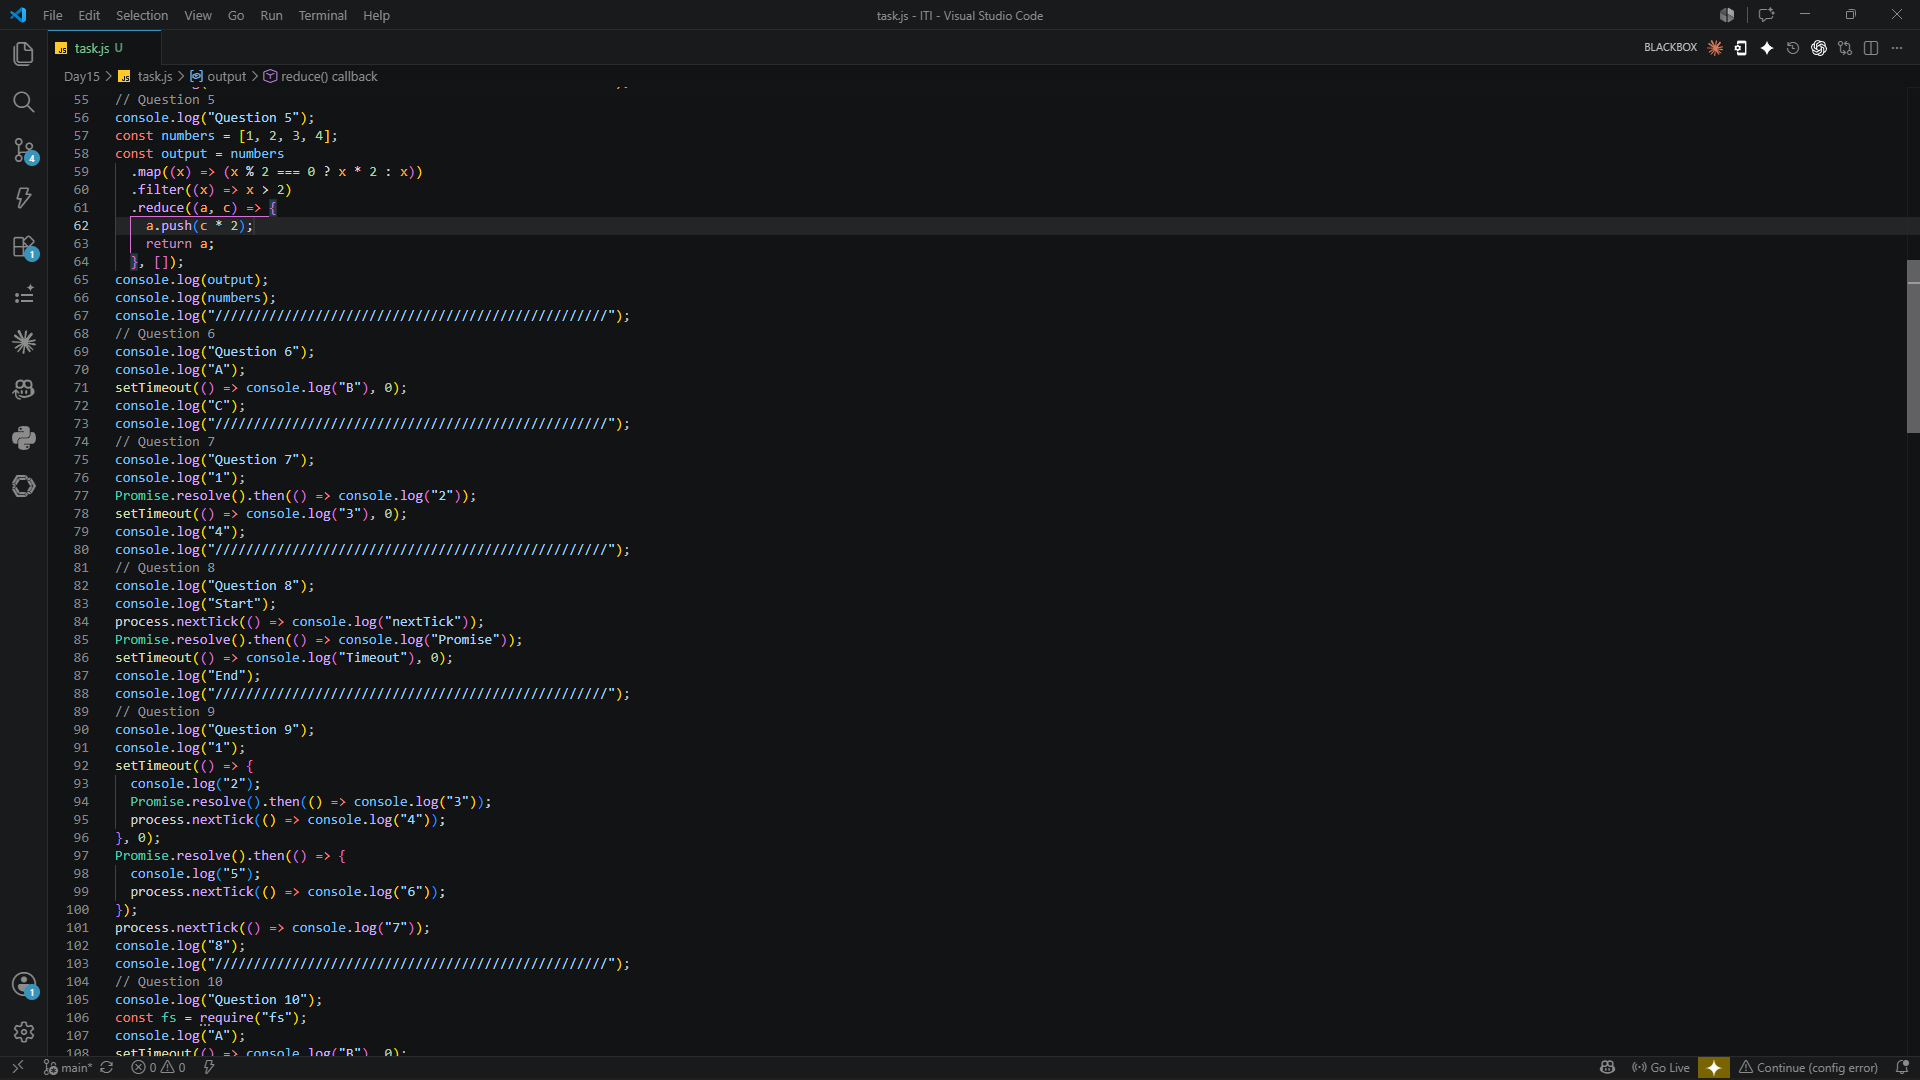 File Edit Selection View Go Run Terminal Help
task.js - ITI - Visual Studio Code
task.js U
BLACKBOX
Day15 > task.js > output > reduce() callback
55 // Question 5
56 console.log("Question 5");
57 const numbers = [1, 2, 3, 4];
58 const output = numbers
59 .map((x) => (x % 2 === 0 ? x * 2 : x))
60 .filter((x) => x > 2)
61 .reduce((a, c) => {
62 a.push(c * 2);
63 return a;
64 }, []);
65 console.log(output);
66 console.log(numbers);
67 console.log("///////////////////////////////////////////////////");
68 // Question 6
69 console.log("Question 6");
70 console.log("A");
71 setTimeout(() => console.log("B"), 0);
72 console.log("C");
73 console.log("///////////////////////////////////////////////////");
74 // Question 7
75 console.log("Question 7");
76 console.log("1");
77 Promise.resolve().then(() => console.log("2"));
78 setTimeout(() => console.log("3"), 0);
79 console.log("4");
80 console.log("///////////////////////////////////////////////////");
81 // Question 8
82 console.log("Question 8");
83 console.log("Start");
84 process.nextTick(() => console.log("nextTick"));
85 Promise.resolve().then(() => console.log("Promise"));
86 setTimeout(() => console.log("Timeout"), 0);
87 console.log("End");
88 console.log("///////////////////////////////////////////////////");
89 // Question 9
90 console.log("Question 9");
91 console.log("1");
92 setTimeout(() => {
93 console.log("2");
94 Promise.resolve().then(() => console.log("3"));
95 process.nextTick(() => console.log("4"));
96 }, 0);
97 Promise.resolve().then(() => {
98 console.log("5");
99 process.nextTick(() => console.log("6"));
100 });
101 process.nextTick(() => console.log("7"));
102 console.log("8");
103 console.log("///////////////////////////////////////////////////");
104 // Question 10
105 console.log("Question 10");
106 const fs = require("fs");
107 console.log("A");
108 setTimeout(() => console.log("B"), 0);
4
1
1
main* 0 0 Go Live Continue (config error)